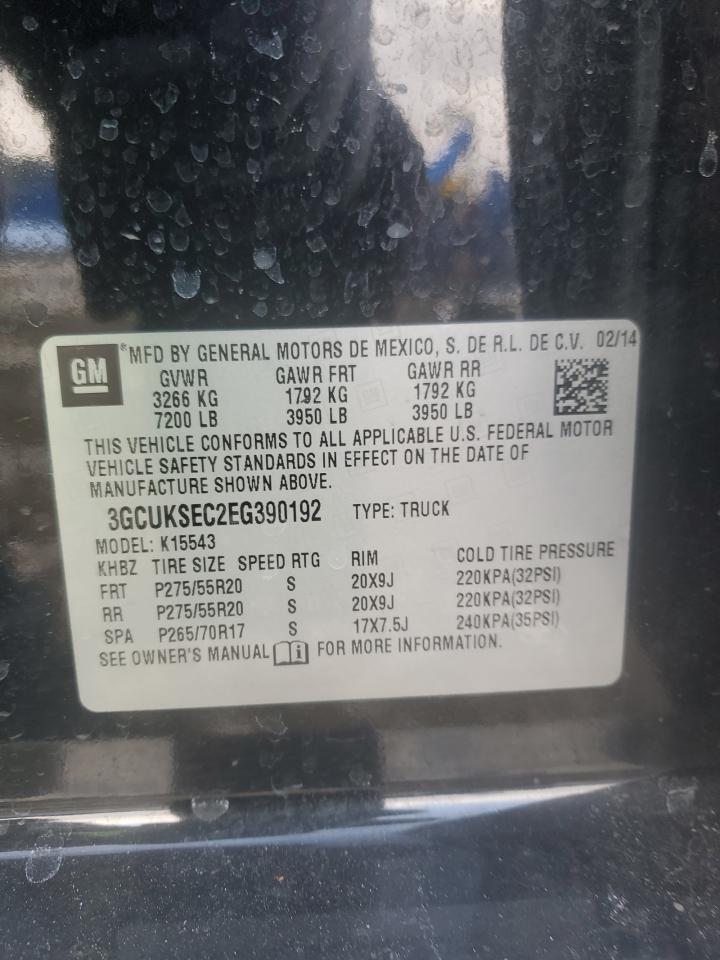 GM
*MFD BY GENERAL MOTORS DE MEXICO, S. DE R.L. DE C.V. 02/14
GVWR GAWR FRT GAWR RR
3266 KG 1792 KG 1792 KG
7200 LB 3950 LB 3950 LB
THIS VEHICLE CONFORMS TO ALL APPLICABLE U.S. FEDERAL MOTOR
VEHICLE SAFETY STANDARDS IN EFFECT ON THE DATE OF
MANUFACTURE SHOWN ABOVE.
3GCUKSEC2EG390192 TYPE: TRUCK
MODEL: K15543
KHBZ TIRE SIZE SPEED RTG RIM COLD TIRE PRESSURE
FRT P275/55R20 S 20X9J 220KPA(32PSI)
RR P275/55R20 S 20X9J 220KPA(32PSI)
SPA P265/70R17 S 17X7.5J 240KPA(35PSI)
SEE OWNER'S MANUAL FOR MORE INFORMATION.